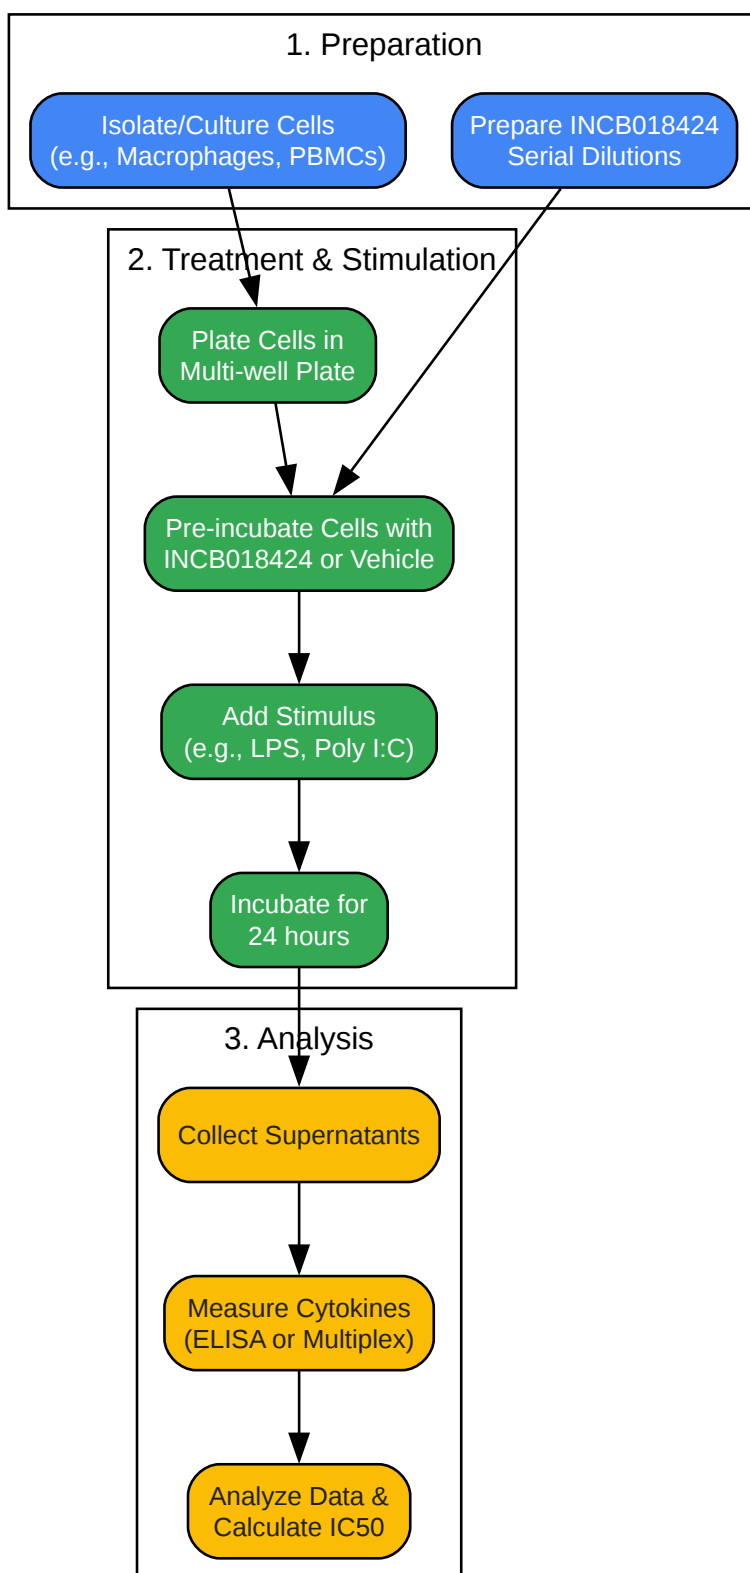 1. Preparation
Isolate/Culture Cells
(e.g., Macrophages, PBMCs)
Prepare INCB018424
Serial Dilutions
2. Treatment & Stimulation
Plate Cells in
Multi-well Plate
Pre-incubate Cells with
INCB018424 or Vehicle
Add Stimulus
(e.g., LPS, Poly I:C)
Incubate for
24 hours
3. Analysis
Collect Supernatants
Measure Cytokines
(ELISA or Multiplex)
Analyze Data &
Calculate IC50